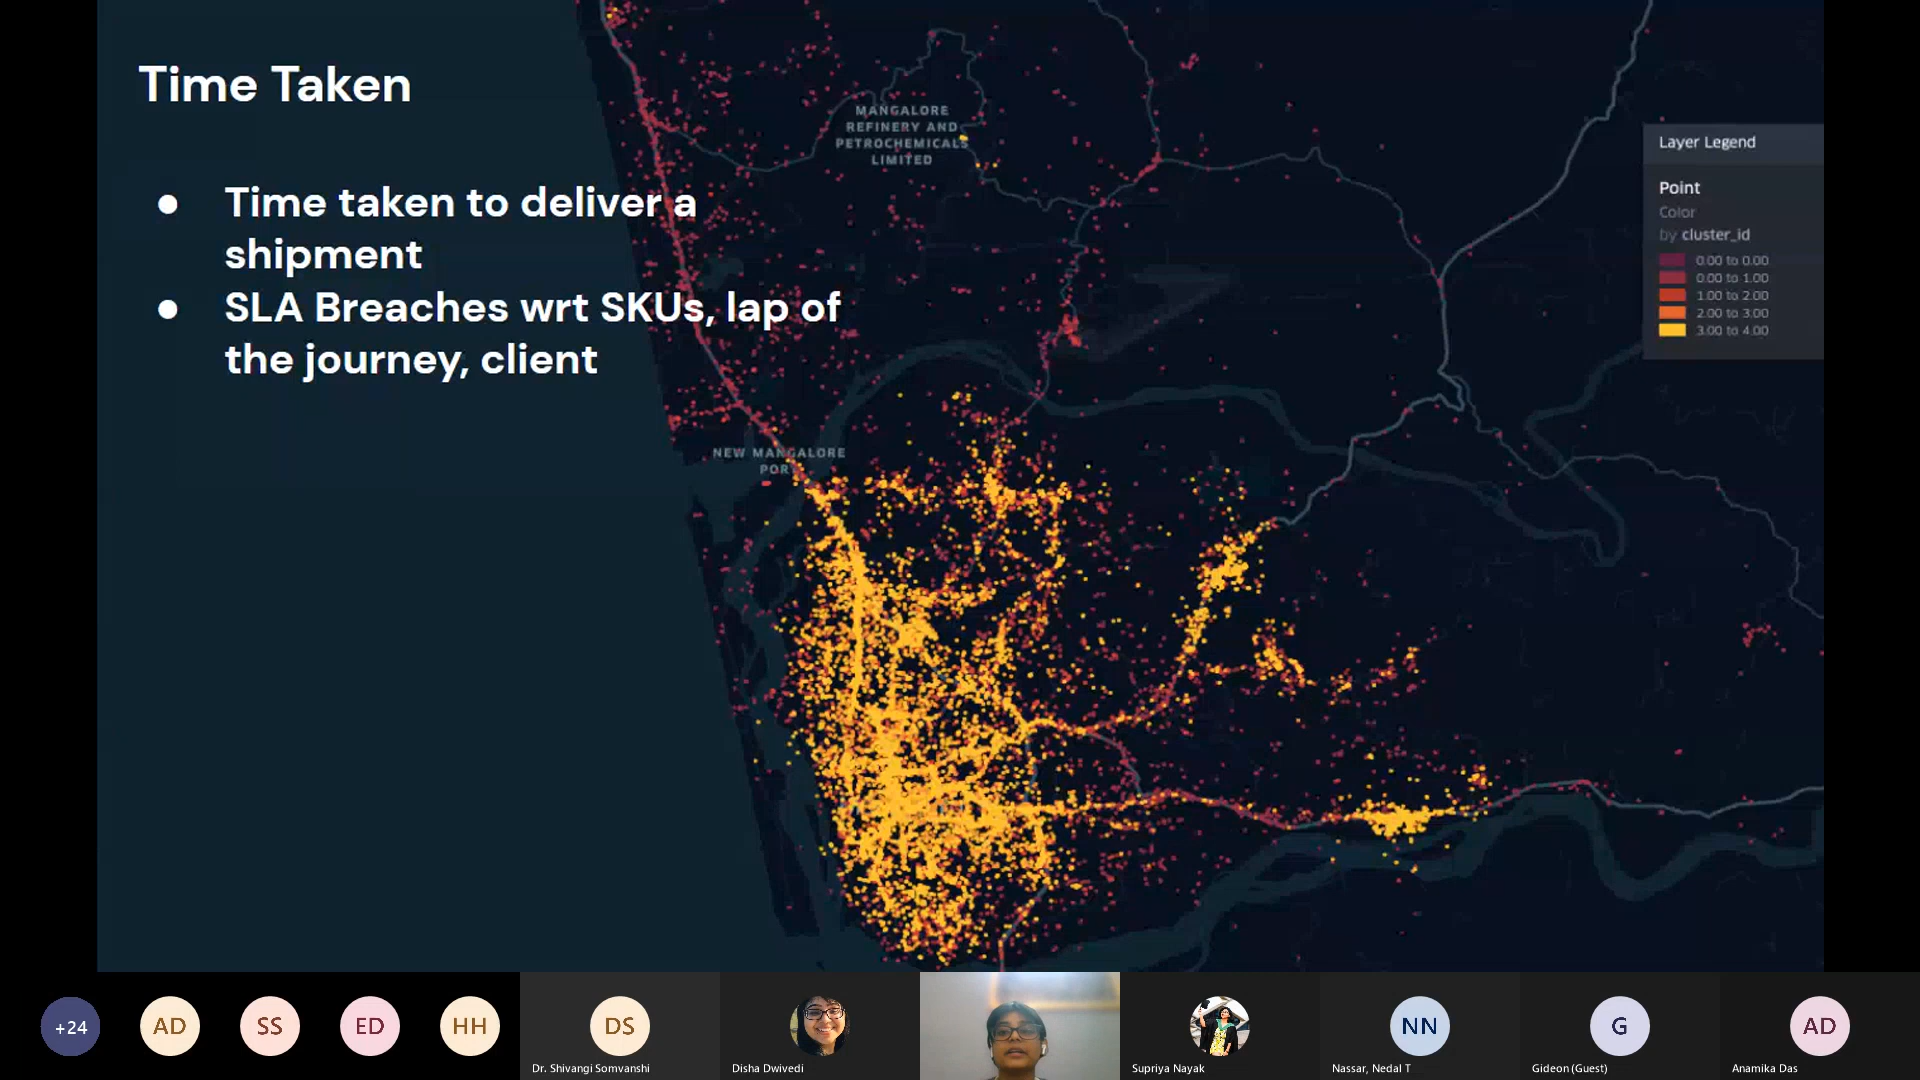 Time Taken
● Time taken to deliver a
shipment
● SLA Breaches wrt SKUs, lap of
the journey, client
MANGALORE
REFINERY AND
PETROCHEMICALS
LIMITED
NEW MANGALORE
PORT
Layer Legend
Point
Color
by cluster_id
0.00 to 0.00
0.00 to 1.00
1.00 to 2.00
2.00 to 3.00
3.00 to 4.00
+24
AD
SS
ED
HH
DS
NN
G
AD
Dr. Shivangi Somvanshi
Disha Dwivedi
Supriya Nayak
Nassar, Nedal T
Gideon (Guest)
Anamika Das